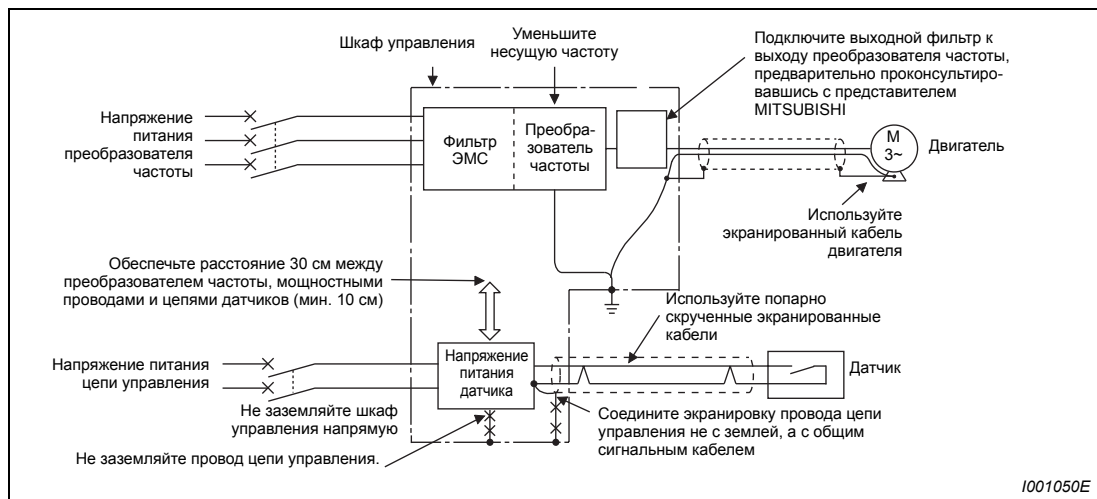 Шкаф управления
Уменьшите
несущую частоту
Подключите выходной фильтр к
выходу преобразователя частоты,
предварительно проконсультиро-
вавшись с представителем
MITSUBISHI
Напряжение
питания
преобразователя
частоты
Фильтр
ЭМС
Преобра-
зователь
частоты
M
3~
Двигатель
Используйте
экранированный кабель
двигателя
Обеспечьте расстояние 30 см между
преобразователем частоты, мощностными
проводами и цепями датчиков (мин. 10 см)
Используйте попарно
скрученные экранированные
кабели
Напряжение питания
цепи управления
Напряжение
питания
датчика
Датчик
Не заземляйте шкаф
управления напрямую
Соедините экранировку провода цепи
управления не с землей, а с общим
сигнальным кабелем
Не заземляйте провод цепи управления.
I001050E